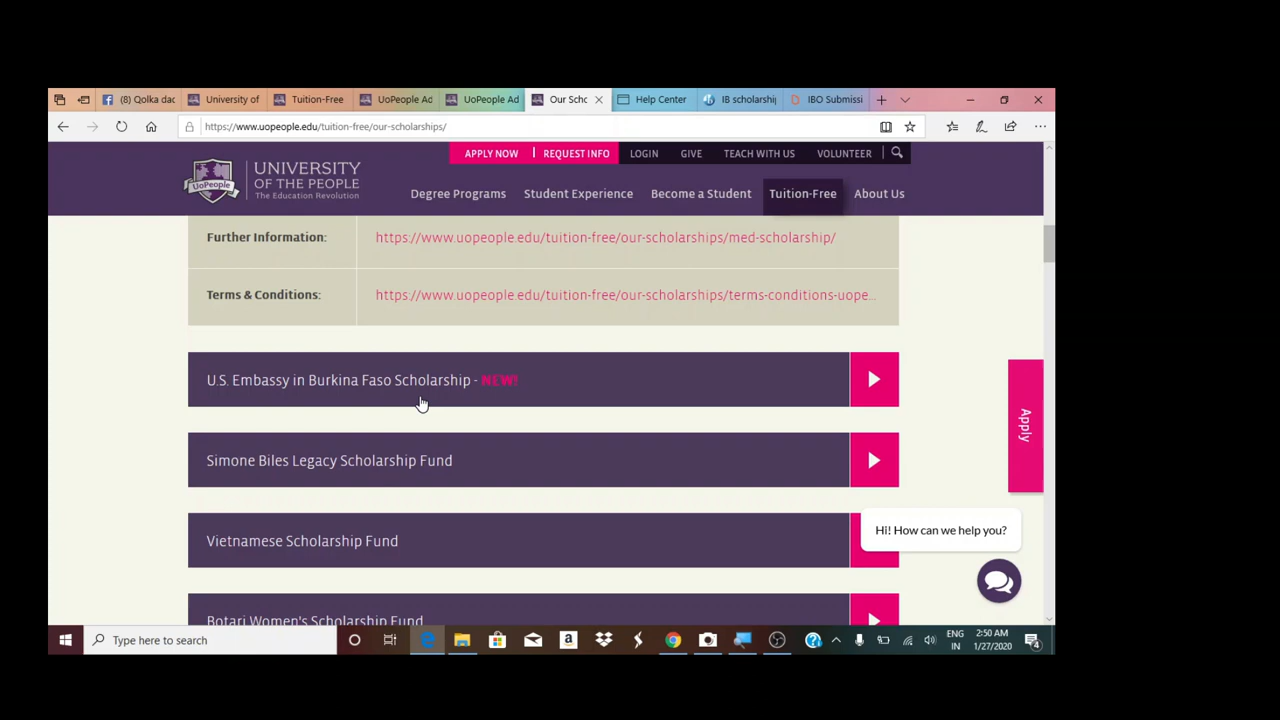 (8) Qolka dac
University of
Tuition-Free
UoPeople Ad
UoPeople Ad
Our Scho
Help Center
IB scholarship
IBO Submissi
https://www.uopeople.edu/tuition-free/our-scholarships/
APPLY NOW
REQUEST INFO
LOGIN
GIVE
TEACH WITH US
VOLUNTEER
UoPeople
UNIVERSITY
OF THE PEOPLE
The Education Revolution
Degree Programs
Student Experience
Become a Student
Tuition-Free
About Us
Further Information:
https://www.uopeople.edu/tuition-free/our-scholarships/med-scholarship/
Terms & Conditions:
https://www.uopeople.edu/tuition-free/our-scholarships/terms-conditions-uope...
U.S. Embassy in Burkina Faso Scholarship - NEW!
Simone Biles Legacy Scholarship Fund
Vietnamese Scholarship Fund
Botari Women's Scholarship Fund
Apply
Hi! How can we help you?
Type here to search
ENG
IN
2:50 AM
1/27/2020
4